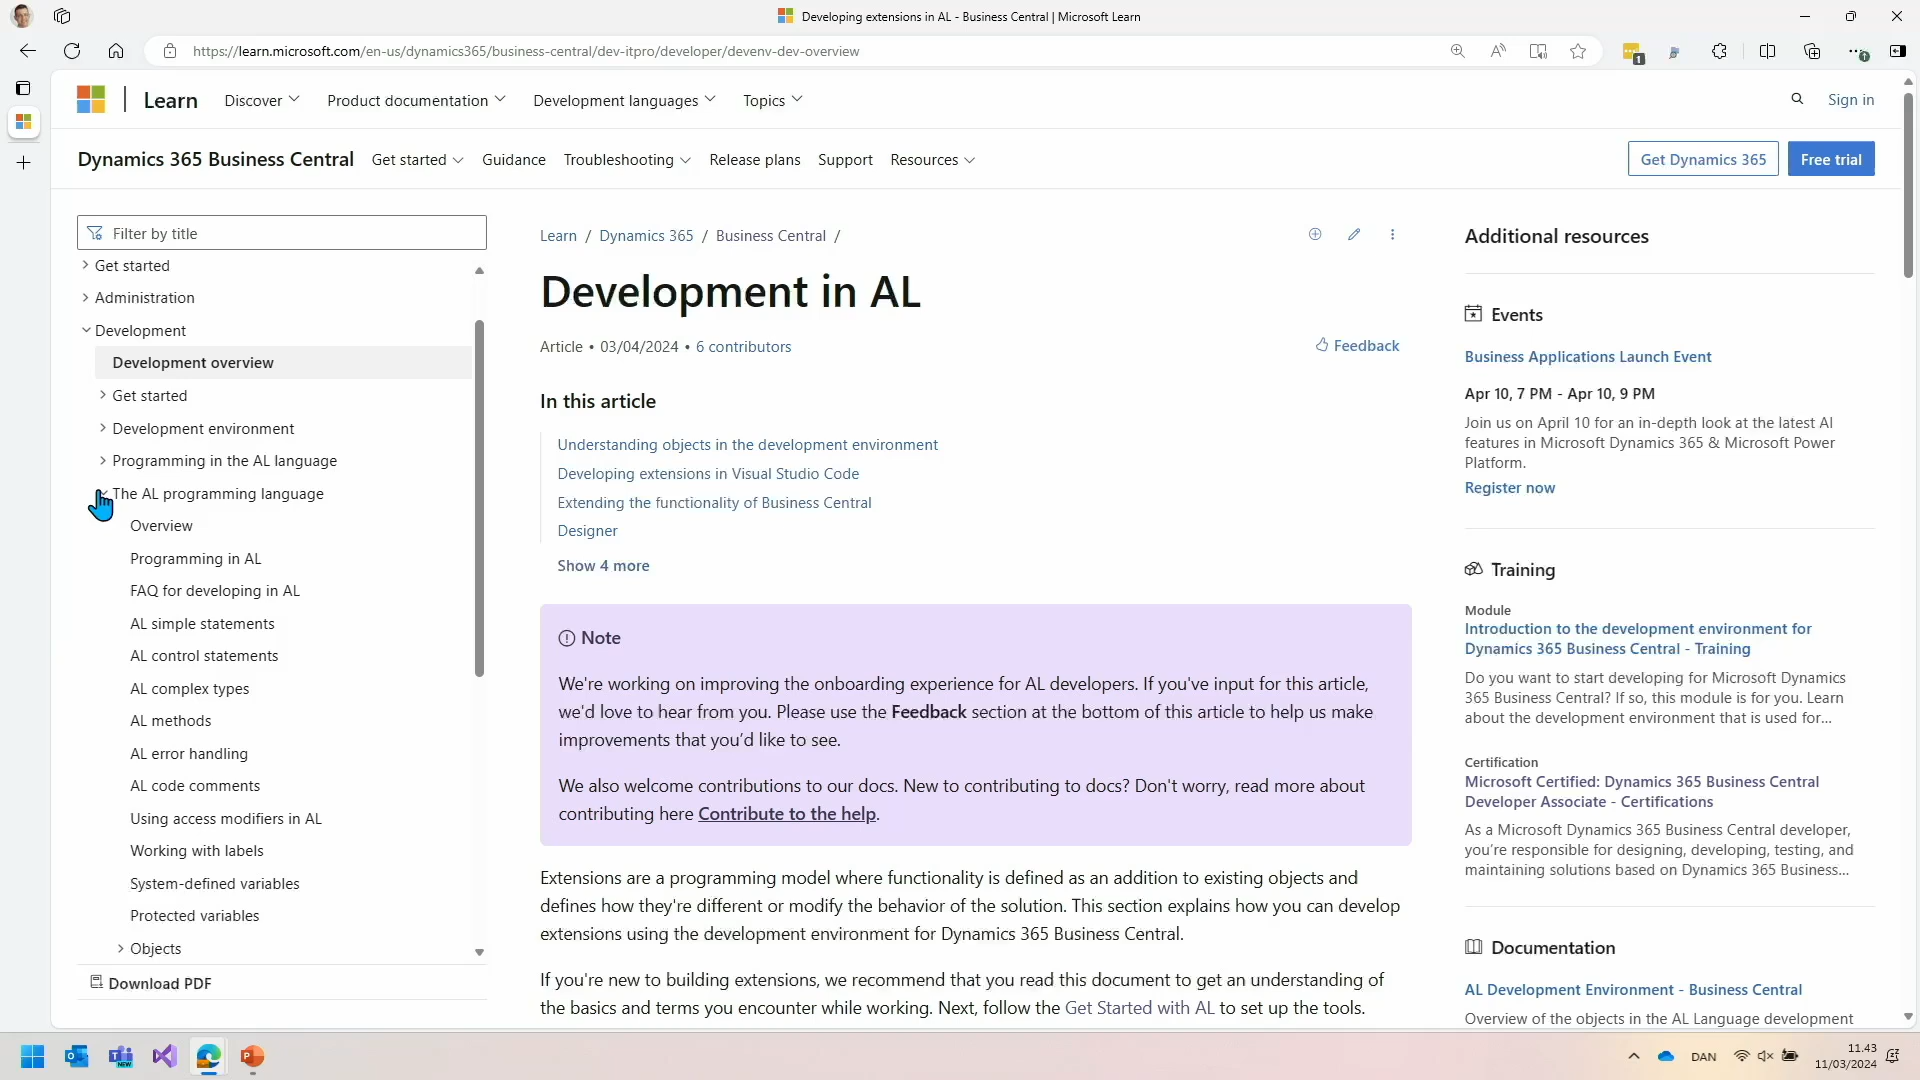 Developing extensions in AL - Business Central | Microsoft Learn
https://learn.microsoft.com/en-us/dynamics365/business-central/dev-itpro/developer/devenv-dev-overview
1
Learn
Discover
Product documentation
Development languages
Topics
Sign in
Dynamics 365 Business Central
Get started
Guidance
Troubleshooting
Release plans
Support
Resources
Get Dynamics 365
Free trial
Filter by title
Get started
Administration
Development
Development overview
Get started
Development environment
Programming in the AL language
The AL programming language
Overview
Programming in AL
FAQ for developing in AL
AL simple statements
AL control statements
AL complex types
AL methods
AL error handling
AL code comments
Using access modifiers in AL
Working with labels
System-defined variables
Protected variables
Objects
Download PDF
Learn / Dynamics 365 / Business Central /
Development in AL
Article • 03/04/2024 • 6 contributors
Feedback
In this article
Understanding objects in the development environment
Developing extensions in Visual Studio Code
Extending the functionality of Business Central
Designer
Show 4 more
Note
We're working on improving the onboarding experience for AL developers. If you've input for this article,
we'd love to hear from you. Please use the Feedback section at the bottom of this article to help us make
improvements that you’d like to see.
We also welcome contributions to our docs. New to contributing to docs? Don't worry, read more about
contributing here Contribute to the help.
Extensions are a programming model where functionality is defined as an addition to existing objects and
defines how they're different or modify the behavior of the solution. This section explains how you can develop
extensions using the development environment for Dynamics 365 Business Central.
If you're new to building extensions, we recommend that you read this document to get an understanding of
the basics and terms you encounter while working. Next, follow the Get Started with AL to set up the tools.
Additional resources
Events
Business Applications Launch Event
Apr 10, 7 PM - Apr 10, 9 PM
Join us on April 10 for an in-depth look at the latest AI
features in Microsoft Dynamics 365 & Microsoft Power
Platform.
Register now
Training
Module
Introduction to the development environment for
Dynamics 365 Business Central - Training
Do you want to start developing for Microsoft Dynamics
365 Business Central? If so, this module is for you. Learn
about the development environment that is used for...
Certification
Microsoft Certified: Dynamics 365 Business Central
Developer Associate - Certifications
As a Microsoft Dynamics 365 Business Central developer,
you’re responsible for designing, developing, testing, and
maintaining solutions based on Dynamics 365 Business...
Documentation
AL Development Environment - Business Central
Overview of the objects in the AL Language development
NEW
DAN
11.43
11/03/2024